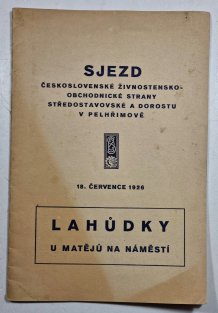 SJEZD
ČESKOSLOVENSKÉ ŽIVNOSTENSKO-
OBCHODNICKÉ STRANY
STŘEDOSTAVOVSKÉ A DOROSTU
V PELHŘIMOVĚ
18. ČERVENCE 1926
LAHŮDKY
U MATĚJŮ NA NÁMĚSTÍ